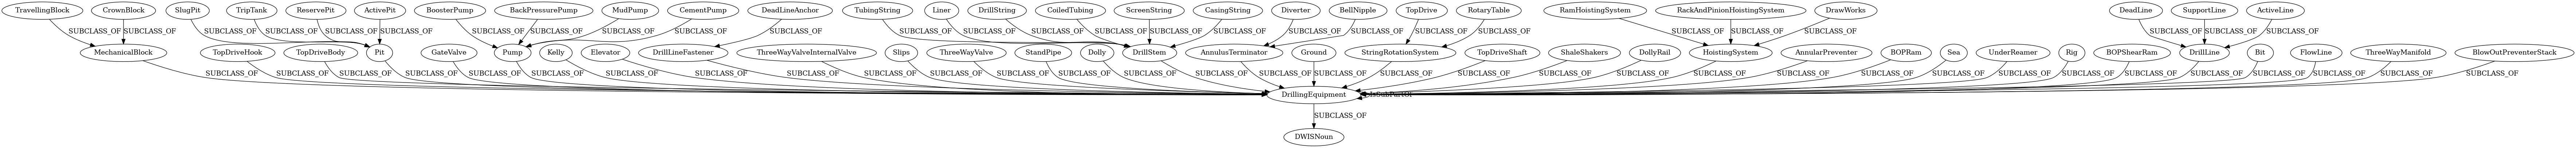 TravellingBlock CrownBlock SlugPit TripTank ReservePit ActivePit BoosterPump BackPressurePump MudPump CementPump DeadLineAnchor TubingString Liner DrillString CoiledTubing ScreenString CasingString Diverter BellNipple TopDrive RotaryTable RamHoistingSystem RackAndPinionHoistingSystem DrawWorks DeadLine SupportLine ActiveLine
SUBCLASS_OF SUBCLASS_OF SUBCLASS_OF SUBCLASS_OF SUBCLASS_OF SUBCLASS_OF SUBCLASS_OF SUBCLASS_OF SUBCLASS_OF SUBCLASS_OF SUBCLASS_OF SUBCLASS_OF SUBCLASS_OF SUBCLASS_OF SUBCLASS_OF SUBCLASS_OF SUBCLASS_OF SUBCLASS_OF SUBCLASS_OF SUBCLASS_OF SUBCLASS_OF SUBCLASS_OF SUBCLASS_OF SUBCLASS_OF SUBCLASS_OF SUBCLASS_OF SUBCLASS_OF
MechanicalBlock TopDriveHook TopDriveBody Pit GateValve Pump Kelly Elevator DrillLineFastener ThreeWayValveInternalValve Slips ThreeWayValve StandPipe Dolly DrillStem AnnulusTerminator Ground StringRotationSystem TopDriveShaft ShaleShakers DollyRail HoistingSystem AnnularPreventer BOPRam Sea UnderReamer Rig BOPShearRam DrillLine Bit FlowLine ThreeWayManifold BlowOutPreventerStack
SUBCLASS_OF SUBCLASS_OF SUBCLASS_OF SUBCLASS_OF SUBCLASS_OF SUBCLASS_OF SUBCLASS_OF SUBCLASS_OF SUBCLASS_OF SUBCLASS_OF SUBCLASS_OF SUBCLASS_OF SUBCLASS_OF SUBCLASS_OF SUBCLASS_OF SUBCLASS_OF SUBCLASS_OF SUBCLASS_OF SUBCLASS_OF SUBCLASS_OF SUBCLASS_OF SUBCLASS_OF SUBCLASS_OF SUBCLASS_OF SUBCLASS_OF SUBCLASS_OF SUBCLASS_OF SUBCLASS_OF SUBCLASS_OF SUBCLASS_OF SUBCLASS_OF SUBCLASS_OF SUBCLASS_OF
DrillingEquipment
SUBCLASS_OF
DWISNoun